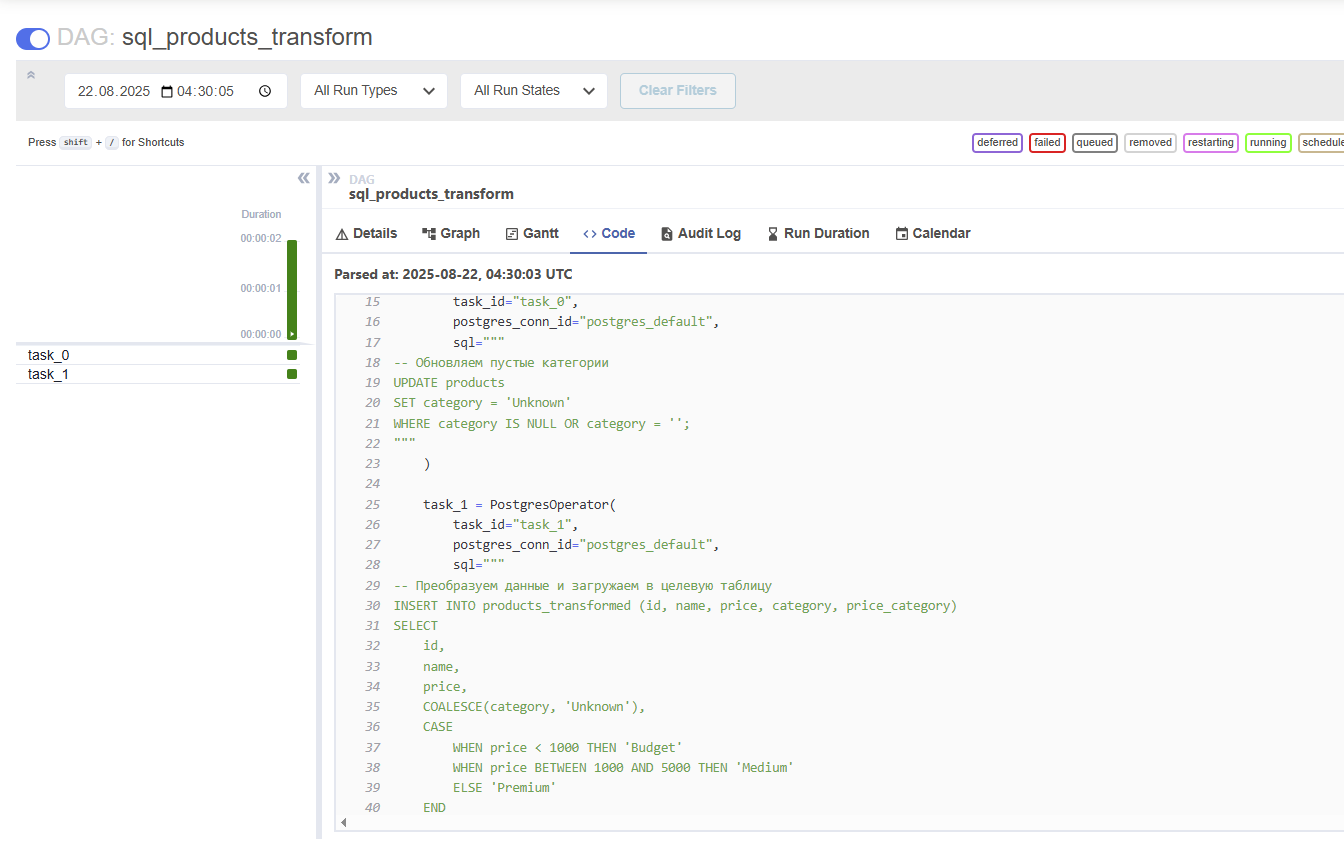 DAG: sql_products_transform
22.08.2025 04:30:05
All Run Types
All Run States
Clear Filters
Press shift + / for Shortcuts
deferred failed queued removed restarting running schedule
DAG
sql_products_transform
Duration
00:00:02
00:00:01
00:00:00
task_0
task_1
Details Graph Gantt <> Code Audit Log Run Duration Calendar
Parsed at: 2025-08-22, 04:30:03 UTC
15 task_id="task_0",
16 postgres_conn_id="postgres_default",
17 sql="""
18 -- Обновляем пустые категории
19 UPDATE products
20 SET category = 'Unknown'
21 WHERE category IS NULL OR category = '';
22 """
23 )
24
25 task_1 = PostgresOperator(
26 task_id="task_1",
27 postgres_conn_id="postgres_default",
28 sql="""
29 -- Преобразуем данные и загружаем в целевую таблицу
30 INSERT INTO products_transformed (id, name, price, category, price_category)
31 SELECT
32 id,
33 name,
34 price,
35 COALESCE(category, 'Unknown'),
36 CASE
37 WHEN price < 1000 THEN 'Budget'
38 WHEN price BETWEEN 1000 AND 5000 THEN 'Medium'
39 ELSE 'Premium'
40 END